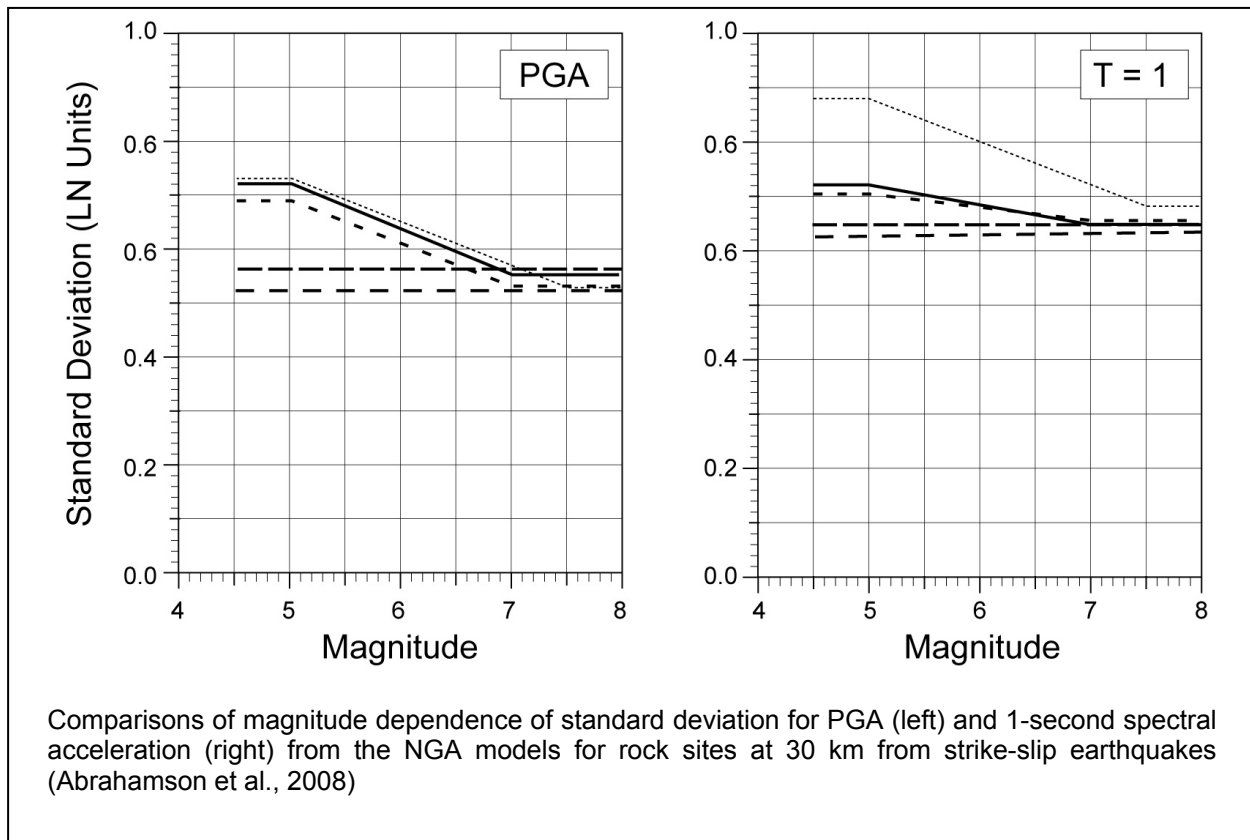 1.0
0.6
0.6
0.4
0.2
0.0
4 5 6 7 8
Standard Deviation (LN Units)
Magnitude
PGA
1.0
0.6
0.6
0.4
0.2
0.0
4 5 6 7 8
Magnitude
T = 1
Comparisons of magnitude dependence of standard deviation for PGA (left) and 1-second spectral
acceleration (right) from the NGA models for rock sites at 30 km from strike-slip earthquakes
(Abrahamson et al., 2008)